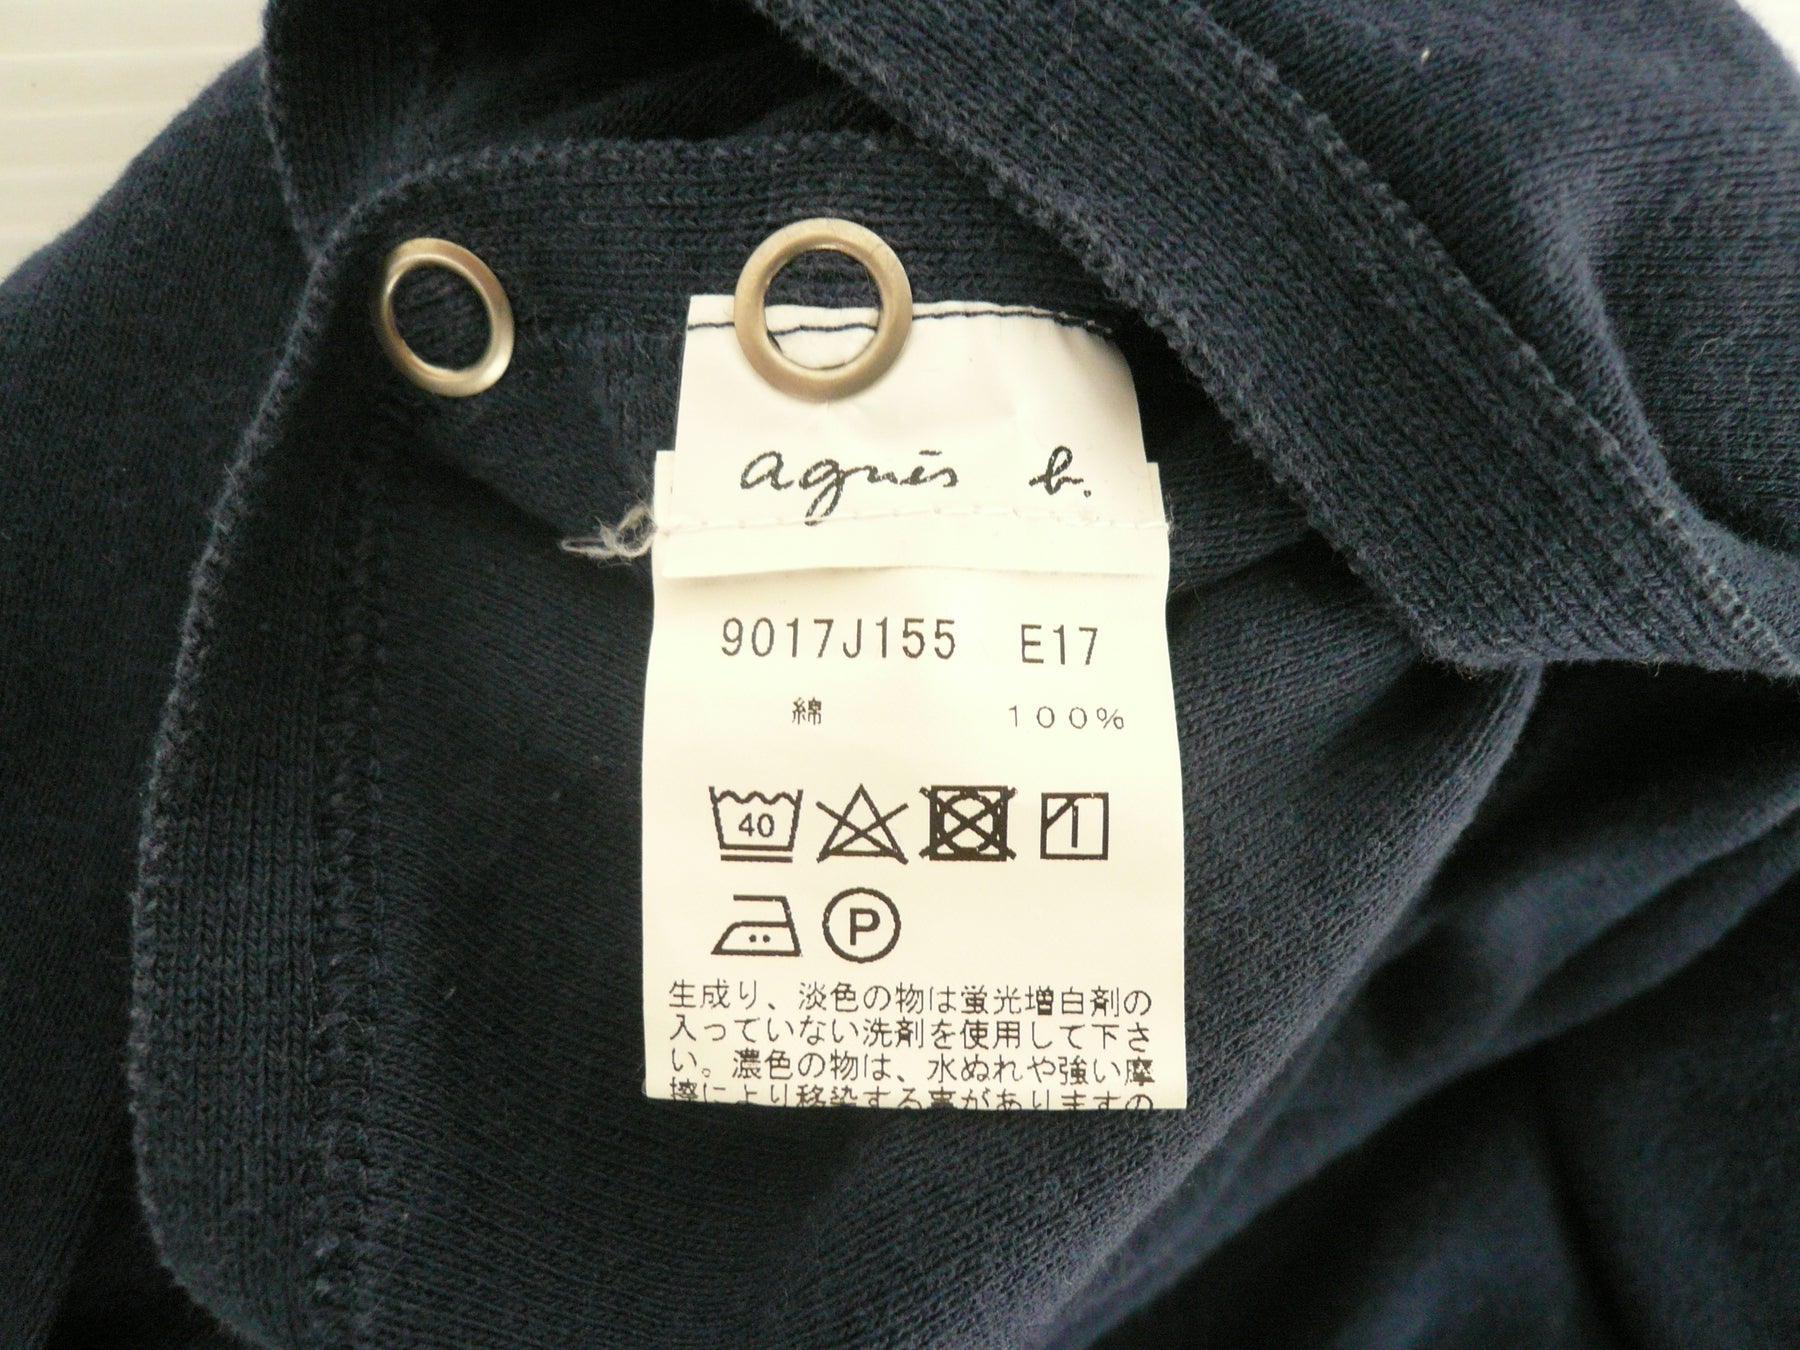 agnès b.
9017J155 E17
綿 100%
40
P
生成り、淡色の物は蛍光増白剤の
入っていない洗剤を使用して下さ
い。濃色の物は、水ぬれや強い摩
擦により移染する事がありますの